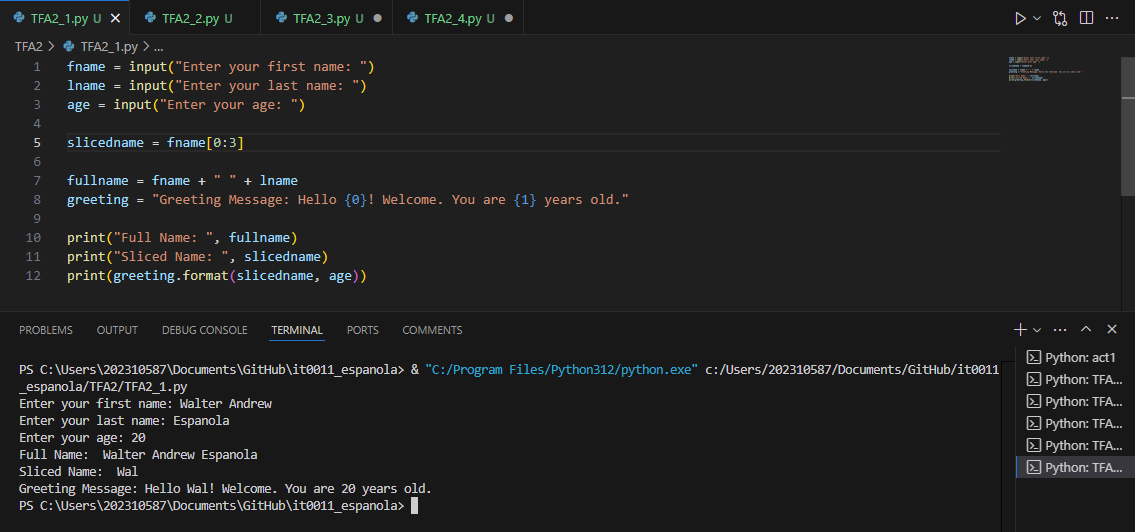 TFA2_1.py U
TFA2_2.py U
TFA2_3.py U
TFA2_4.py U
TFA2 > TFA2_1.py > ...
1 fname = input("Enter your first name: ")
2 lname = input("Enter your last name: ")
3 age = input("Enter your age: ")
4
5 slicedname = fname[0:3]
6
7 fullname = fname + " " + lname
8 greeting = "Greeting Message: Hello {0}! Welcome. You are {1} years old."
9
10 print("Full Name: ", fullname)
11 print("Sliced Name: ", slicedname)
12 print(greeting.format(slicedname, age))
PROBLEMS OUTPUT DEBUG CONSOLE TERMINAL PORTS COMMENTS
PS C:\Users\202310587\Documents\GitHub\it0011_espanola> & "C:/Program Files/Python312/python.exe" c:/Users/202310587/Documents/GitHub/it0011
_espanola/TFA2/TFA2_1.py
Enter your first name: Walter Andrew
Enter your last name: Espanola
Enter your age: 20
Full Name:  Walter Andrew Espanola
Sliced Name:  Wal
Greeting Message: Hello Wal! Welcome. You are 20 years old.
PS C:\Users\202310587\Documents\GitHub\it0011_espanola>
Python: act1
Python: TFA...
Python: TFA...
Python: TFA...
Python: TFA...
Python: TFA...